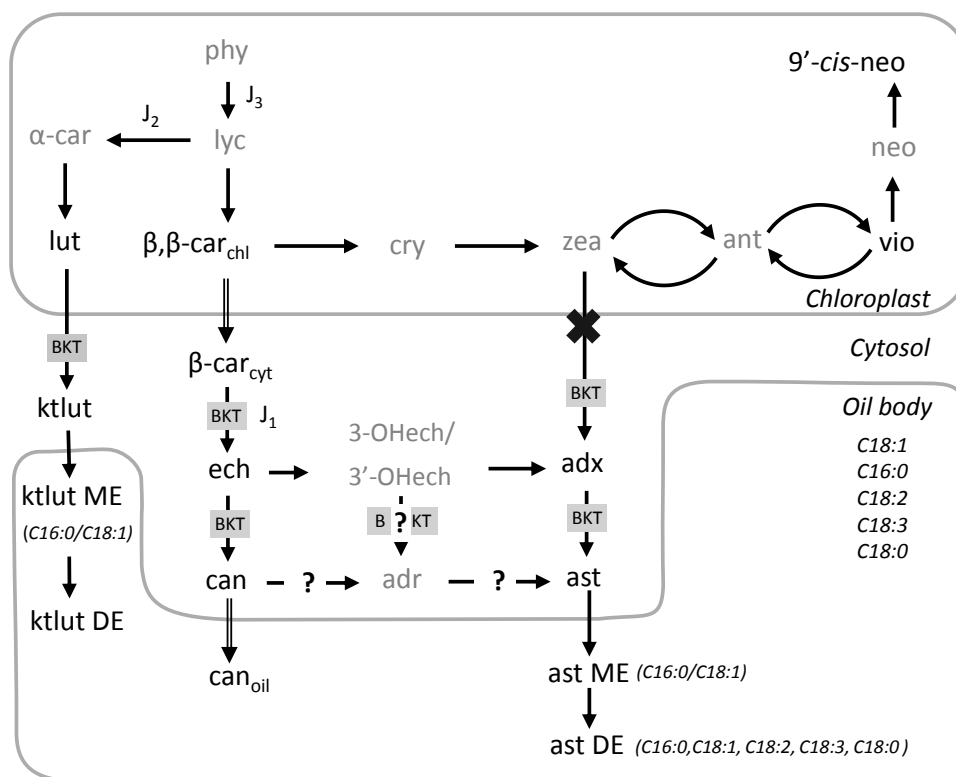 phy
9’-cis-neo
J₃
J₂
α-car
lyc
neo
lut
β,β-car_chl
cry
zea
ant
vio
Chloroplast
BKT
β-car_cyt
Cytosol
BKT
ktlut
BKT
J₁
Oil body
3-OHech/
C18:1
ech
adx
3’-OHech
C16:0
ktlut ME
C18:2
(C16:0/C18:1)
BKT
B ? KT
BKT
C18:3
C18:0
can
?
adr
?
ast
ktlut DE
can_oil
ast ME (C16:0/C18:1)
ast DE (C16:0,C18:1, C18:2, C18:3, C18:0 )